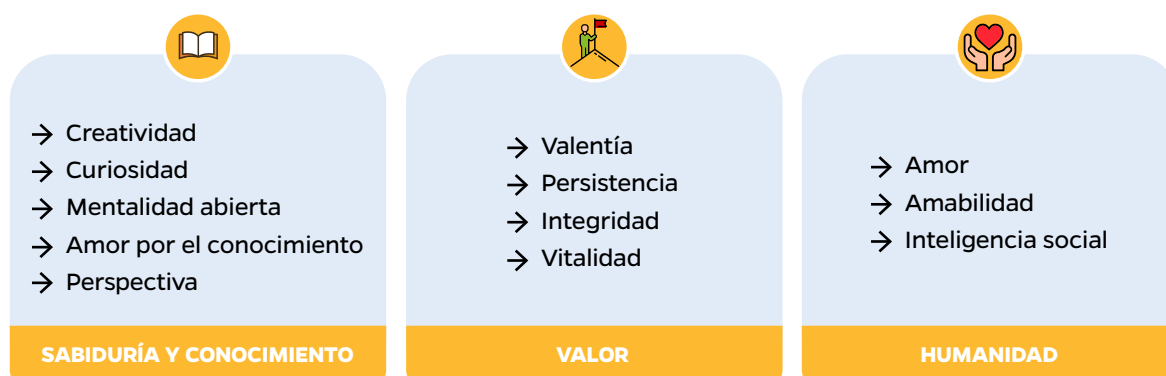 Creatividad
Curiosidad
Mentalidad abierta
Amor por el conocimiento
Perspectiva
SABIDURÍA Y CONOCIMIENTO
Valentía
Persistencia
Integridad
Vitalidad
VALOR
Amor
Amabilidad
Inteligencia social
HUMANIDAD